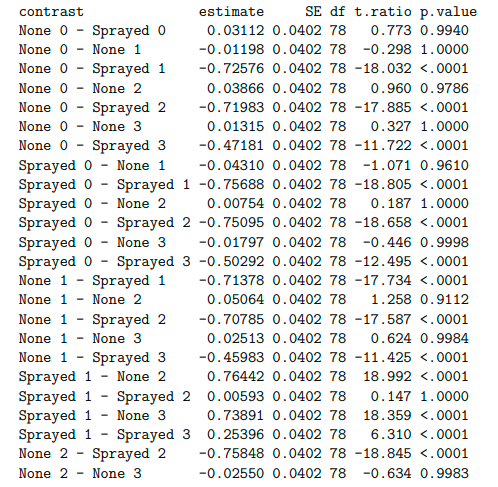 contrast estimate SE df t.ratio p.value
None 0 - Sprayed 0 0.03112 0.0402 78 0.773 0.9940
None 0 - None 1 -0.01198 0.0402 78 -0.298 1.0000
None 0 - Sprayed 1 -0.72576 0.0402 78 -18.032 <.0001
None 0 - None 2 0.03866 0.0402 78 0.960 0.9786
None 0 - Sprayed 2 -0.71983 0.0402 78 -17.885 <.0001
None 0 - None 3 0.01315 0.0402 78 0.327 1.0000
None 0 - Sprayed 3 -0.47181 0.0402 78 -11.722 <.0001
Sprayed 0 - None 1 -0.04310 0.0402 78 -1.071 0.9610
Sprayed 0 - Sprayed 1 -0.75688 0.0402 78 -18.805 <.0001
Sprayed 0 - None 2 0.00754 0.0402 78 0.187 1.0000
Sprayed 0 - Sprayed 2 -0.75095 0.0402 78 -18.658 <.0001
Sprayed 0 - None 3 -0.01797 0.0402 78 -0.446 0.9998
Sprayed 0 - Sprayed 3 -0.50292 0.0402 78 -12.495 <.0001
None 1 - Sprayed 1 -0.71378 0.0402 78 -17.734 <.0001
None 1 - None 2 0.05064 0.0402 78 1.258 0.9112
None 1 - Sprayed 2 -0.70785 0.0402 78 -17.587 <.0001
None 1 - None 3 0.02513 0.0402 78 0.624 0.9984
None 1 - Sprayed 3 -0.45983 0.0402 78 -11.425 <.0001
Sprayed 1 - None 2 0.76442 0.0402 78 18.992 <.0001
Sprayed 1 - Sprayed 2 0.00593 0.0402 78 0.147 1.0000
Sprayed 1 - None 3 0.73891 0.0402 78 18.359 <.0001
Sprayed 1 - Sprayed 3 0.25396 0.0402 78 6.310 <.0001
None 2 - Sprayed 2 -0.75848 0.0402 78 -18.845 <.0001
None 2 - None 3 -0.02550 0.0402 78 -0.634 0.9983